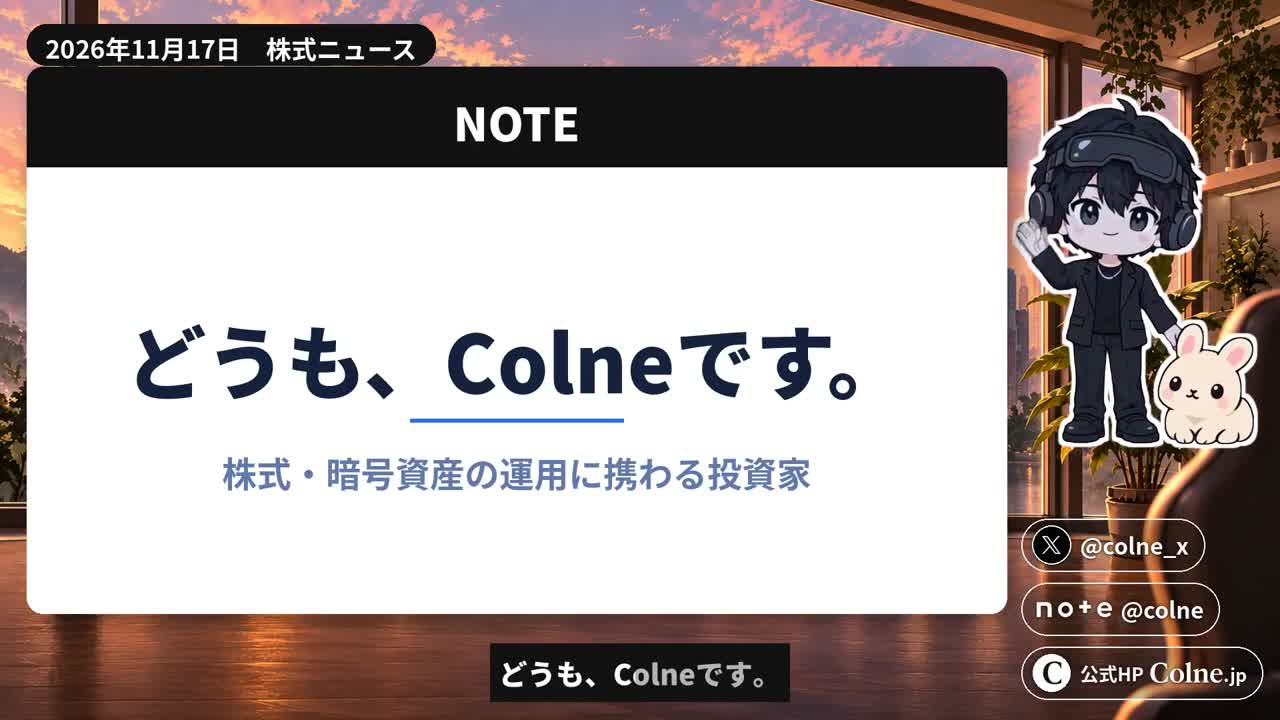 2026年11月17日　株式ニュース
NOTE
どうも、Colneです。
株式・暗号資産の運用に携わる投資家
𝕏 @colne_x
note @colne
C 公式HP Colne.jp
どうも、Colneです。